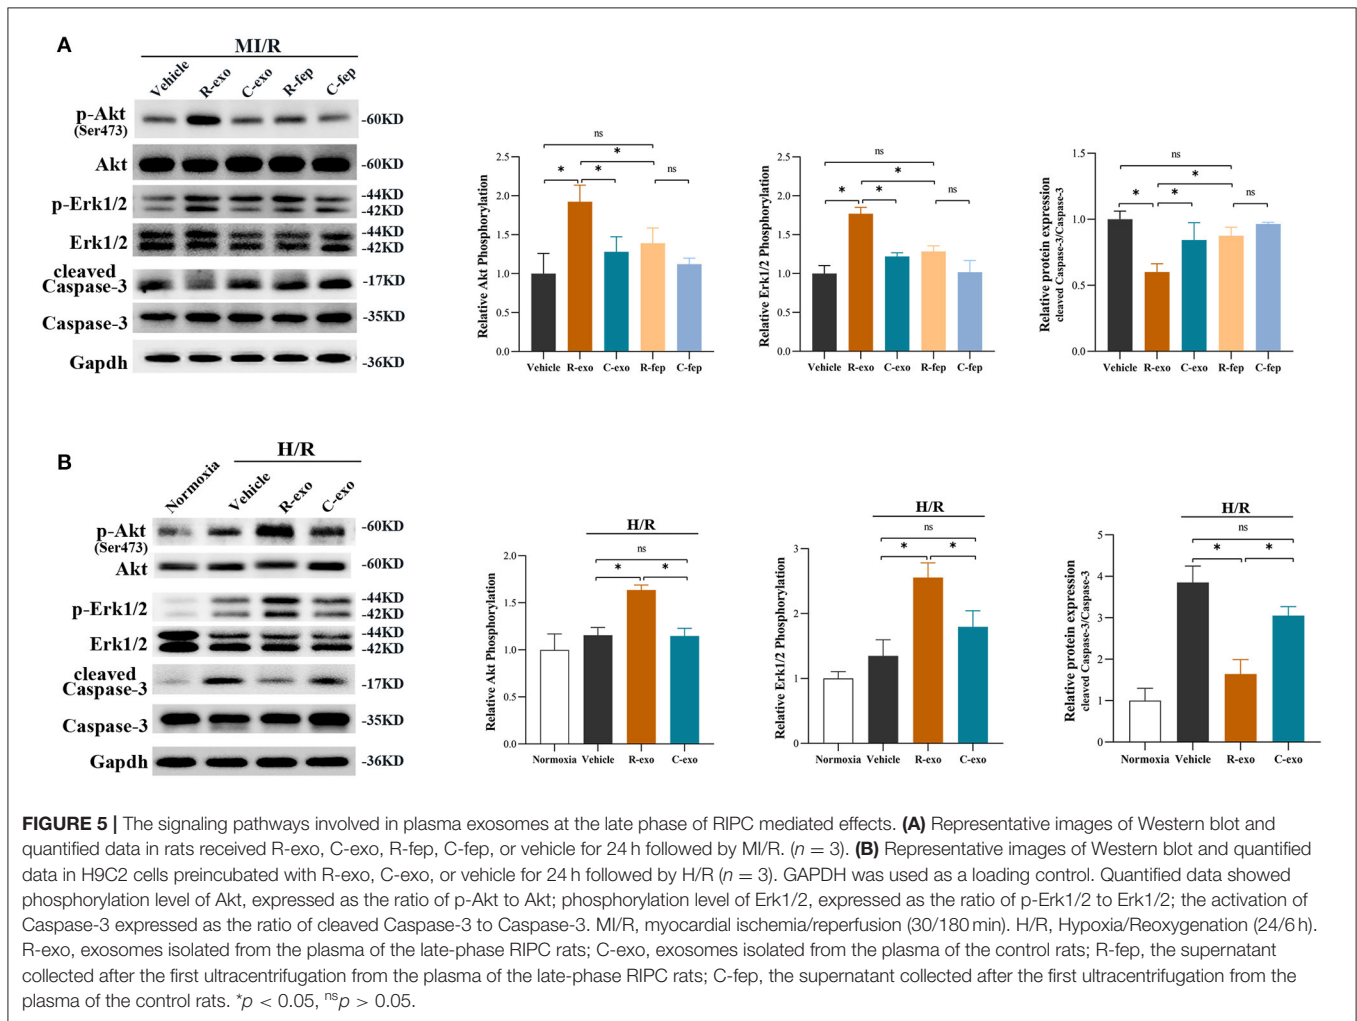 A
MI/R
Vehicle R-exo C-exo R-fep C-fep
p-Akt
(Ser473)
-60KD
Akt
-60KD
p-Erk1/2
-44KD
-42KD
Erk1/2
-44KD
-42KD
cleaved
Caspase-3
-17KD
Caspase-3
-35KD
Gapdh
-36KD
Relative Akt Phosphorylation
2.5
2.0
1.5
1.0
0.5
0.0
ns
*
* *
ns
Vehicle R-exo C-exo R-fep C-fep
Relative Erk1/2 Phosphorylation
2.5
2.0
1.5
1.0
0.5
0.0
ns
*
* *
ns
Vehicle R-exo C-exo R-fep C-fep
Relative protein expression
cleaved Caspase-3/Caspase-3
1.5
1.0
0.5
0.0
ns
*
* *
ns
Vehicle R-exo C-exo R-fep C-fep
B
H/R
Normoxia Vehicle R-exo C-exo
p-Akt
(Ser473)
-60KD
Akt
-60KD
p-Erk1/2
-44KD
-42KD
Erk1/2
-44KD
-42KD
cleaved
Caspase-3
-17KD
Caspase-3
-35KD
Gapdh
-36KD
Relative Akt Phosphorylation
2.0
1.5
1.0
0.5
0.0
H/R
ns
* *
Normoxia Vehicle R-exo C-exo
Relative Erk1/2 Phosphorylation
3
2
1
0
H/R
ns
* *
Normoxia Vehicle R-exo C-exo
Relative protein expression
cleaved Caspase-3/Caspase-3
5
4
3
2
1
0
H/R
ns
* *
Normoxia Vehicle R-exo C-exo
FIGURE 5 | The signaling pathways involved in plasma exosomes at the late phase of RIPC mediated effects. (A) Representative images of Western blot and
quantified data in rats received R-exo, C-exo, R-fep, C-fep, or vehicle for 24 h followed by MI/R. (n = 3). (B) Representative images of Western blot and quantified
data in H9C2 cells preincubated with R-exo, C-exo, or vehicle for 24 h followed by H/R (n = 3). GAPDH was used as a loading control. Quantified data showed
phosphorylation level of Akt, expressed as the ratio of p-Akt to Akt; phosphorylation level of Erk1/2, expressed as the ratio of p-Erk1/2 to Erk1/2; the activation of
Caspase-3 expressed as the ratio of cleaved Caspase-3 to Caspase-3. MI/R, myocardial ischemia/reperfusion (30/180 min). H/R, Hypoxia/Reoxygenation (24/6 h).
R-exo, exosomes isolated from the plasma of the late-phase RIPC rats; C-exo, exosomes isolated from the plasma of the control rats; R-fep, the supernatant
collected after the first ultracentrifugation from the plasma of the late-phase RIPC rats; C-fep, the supernatant collected after the first ultracentrifugation from the
plasma of the control rats. *p < 0.05, nsp > 0.05.